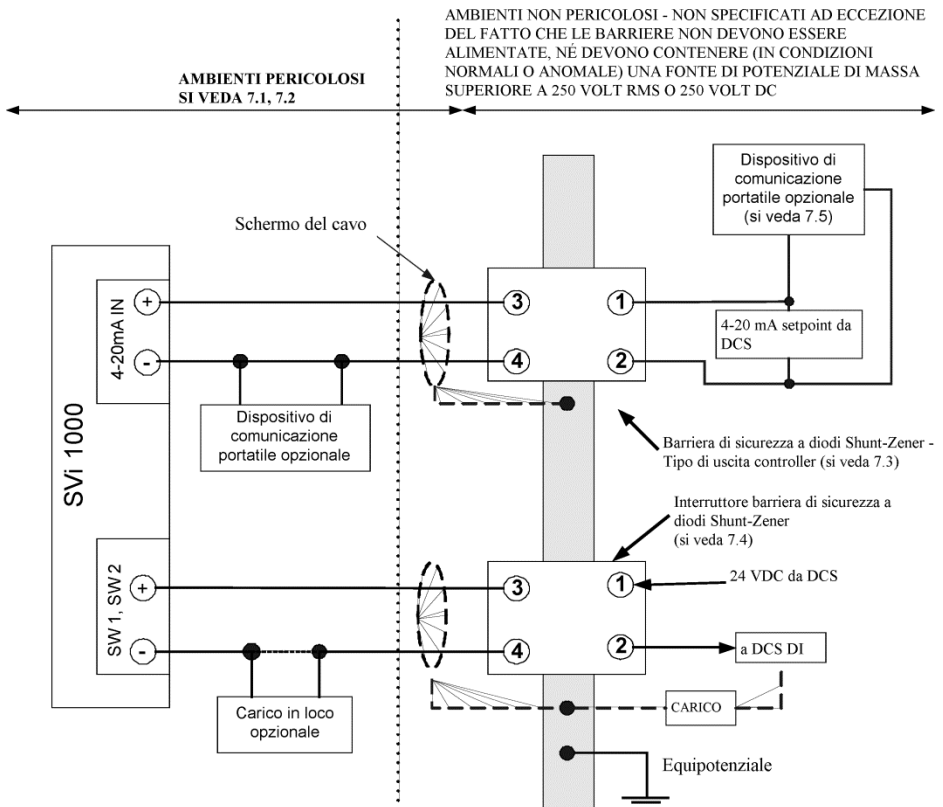 AMBIENTI NON PERICOLOSI - NON SPECIFICATI AD ECCEZIONE
DEL FATTO CHE LE BARRIERE NON DEVONO ESSERE
ALIMENTATE, NÉ DEVONO CONTENERE (IN CONDIZIONI
NORMALI O ANOMALE) UNA FONTE DI POTENZIALE DI MASSA
SUPERIORE A 250 VOLT RMS O 250 VOLT DC
AMBIENTI PERICOLOSI
SI VEDA 7.1, 7.2
Dispositivo di
comunicazione
portatile opzionale
(si veda 7.5)
Schermo del cavo
SVi 1000
4-20mA IN
+
-
3
4
1
2
4-20 mA setpoint da
DCS
Dispositivo di
comunicazione
portatile opzionale
Barriera di sicurezza a diodi Shunt-Zener -
Tipo di uscita controller (si veda 7.3)
Interruttore barriera di sicurezza a
diodi Shunt-Zener
(si veda 7.4)
SW1, SW2
+
-
3
4
1
2
24 VDC da DCS
a DCS DI
Carico in loco
opzionale
CARICO
Equipotenziale